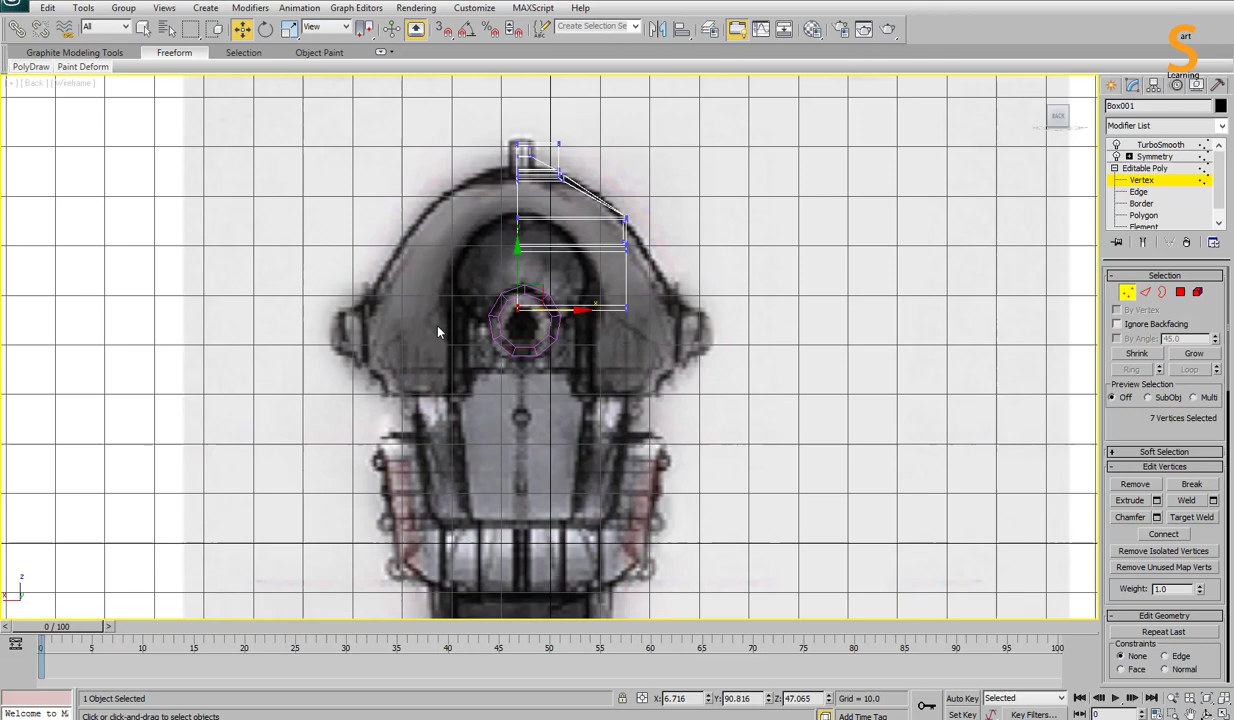 Edit Tools Group Views Create Modifiers Animation Graph Editors Rendering Customize MAXScript Help
All View Create Selection Se
art
S
Learning
Graphite Modeling Tools Freeform Selection Object Paint
PolyDraw Paint Deform
[ + ] [ Back ] [ Wireframe ]
BACK
Box001
Modifier List
TurboSmooth
Symmetry
Editable Poly
Vertex
Edge
Border
Polygon
Element
Selection
By Vertex
Ignore Backfacing
By Angle: 45.0
Shrink Grow
Ring Loop
Preview Selection
Off SubObj Multi
7 Vertices Selected
Soft Selection
Edit Vertices
Remove Break
Extrude Weld
Chamfer Target Weld
Connect
Remove Isolated Vertices
Remove Unused Map Verts
Weight: 1.0
Edit Geometry
Repeat Last
Constraints
None Edge
Face Normal
x
z
x
y
0 / 100
0 5 10 15 20 25 30 35 40 45 50 55 60 65 70 75 80 85 90 95 100
1 Object Selected X: 6.716 Y: 90.816 Z: 47.065 Grid = 10.0 Auto Key Selected
Welcome to M Click or click-and-drag to select objects Add Time Tag Set Key Key Filters... 0